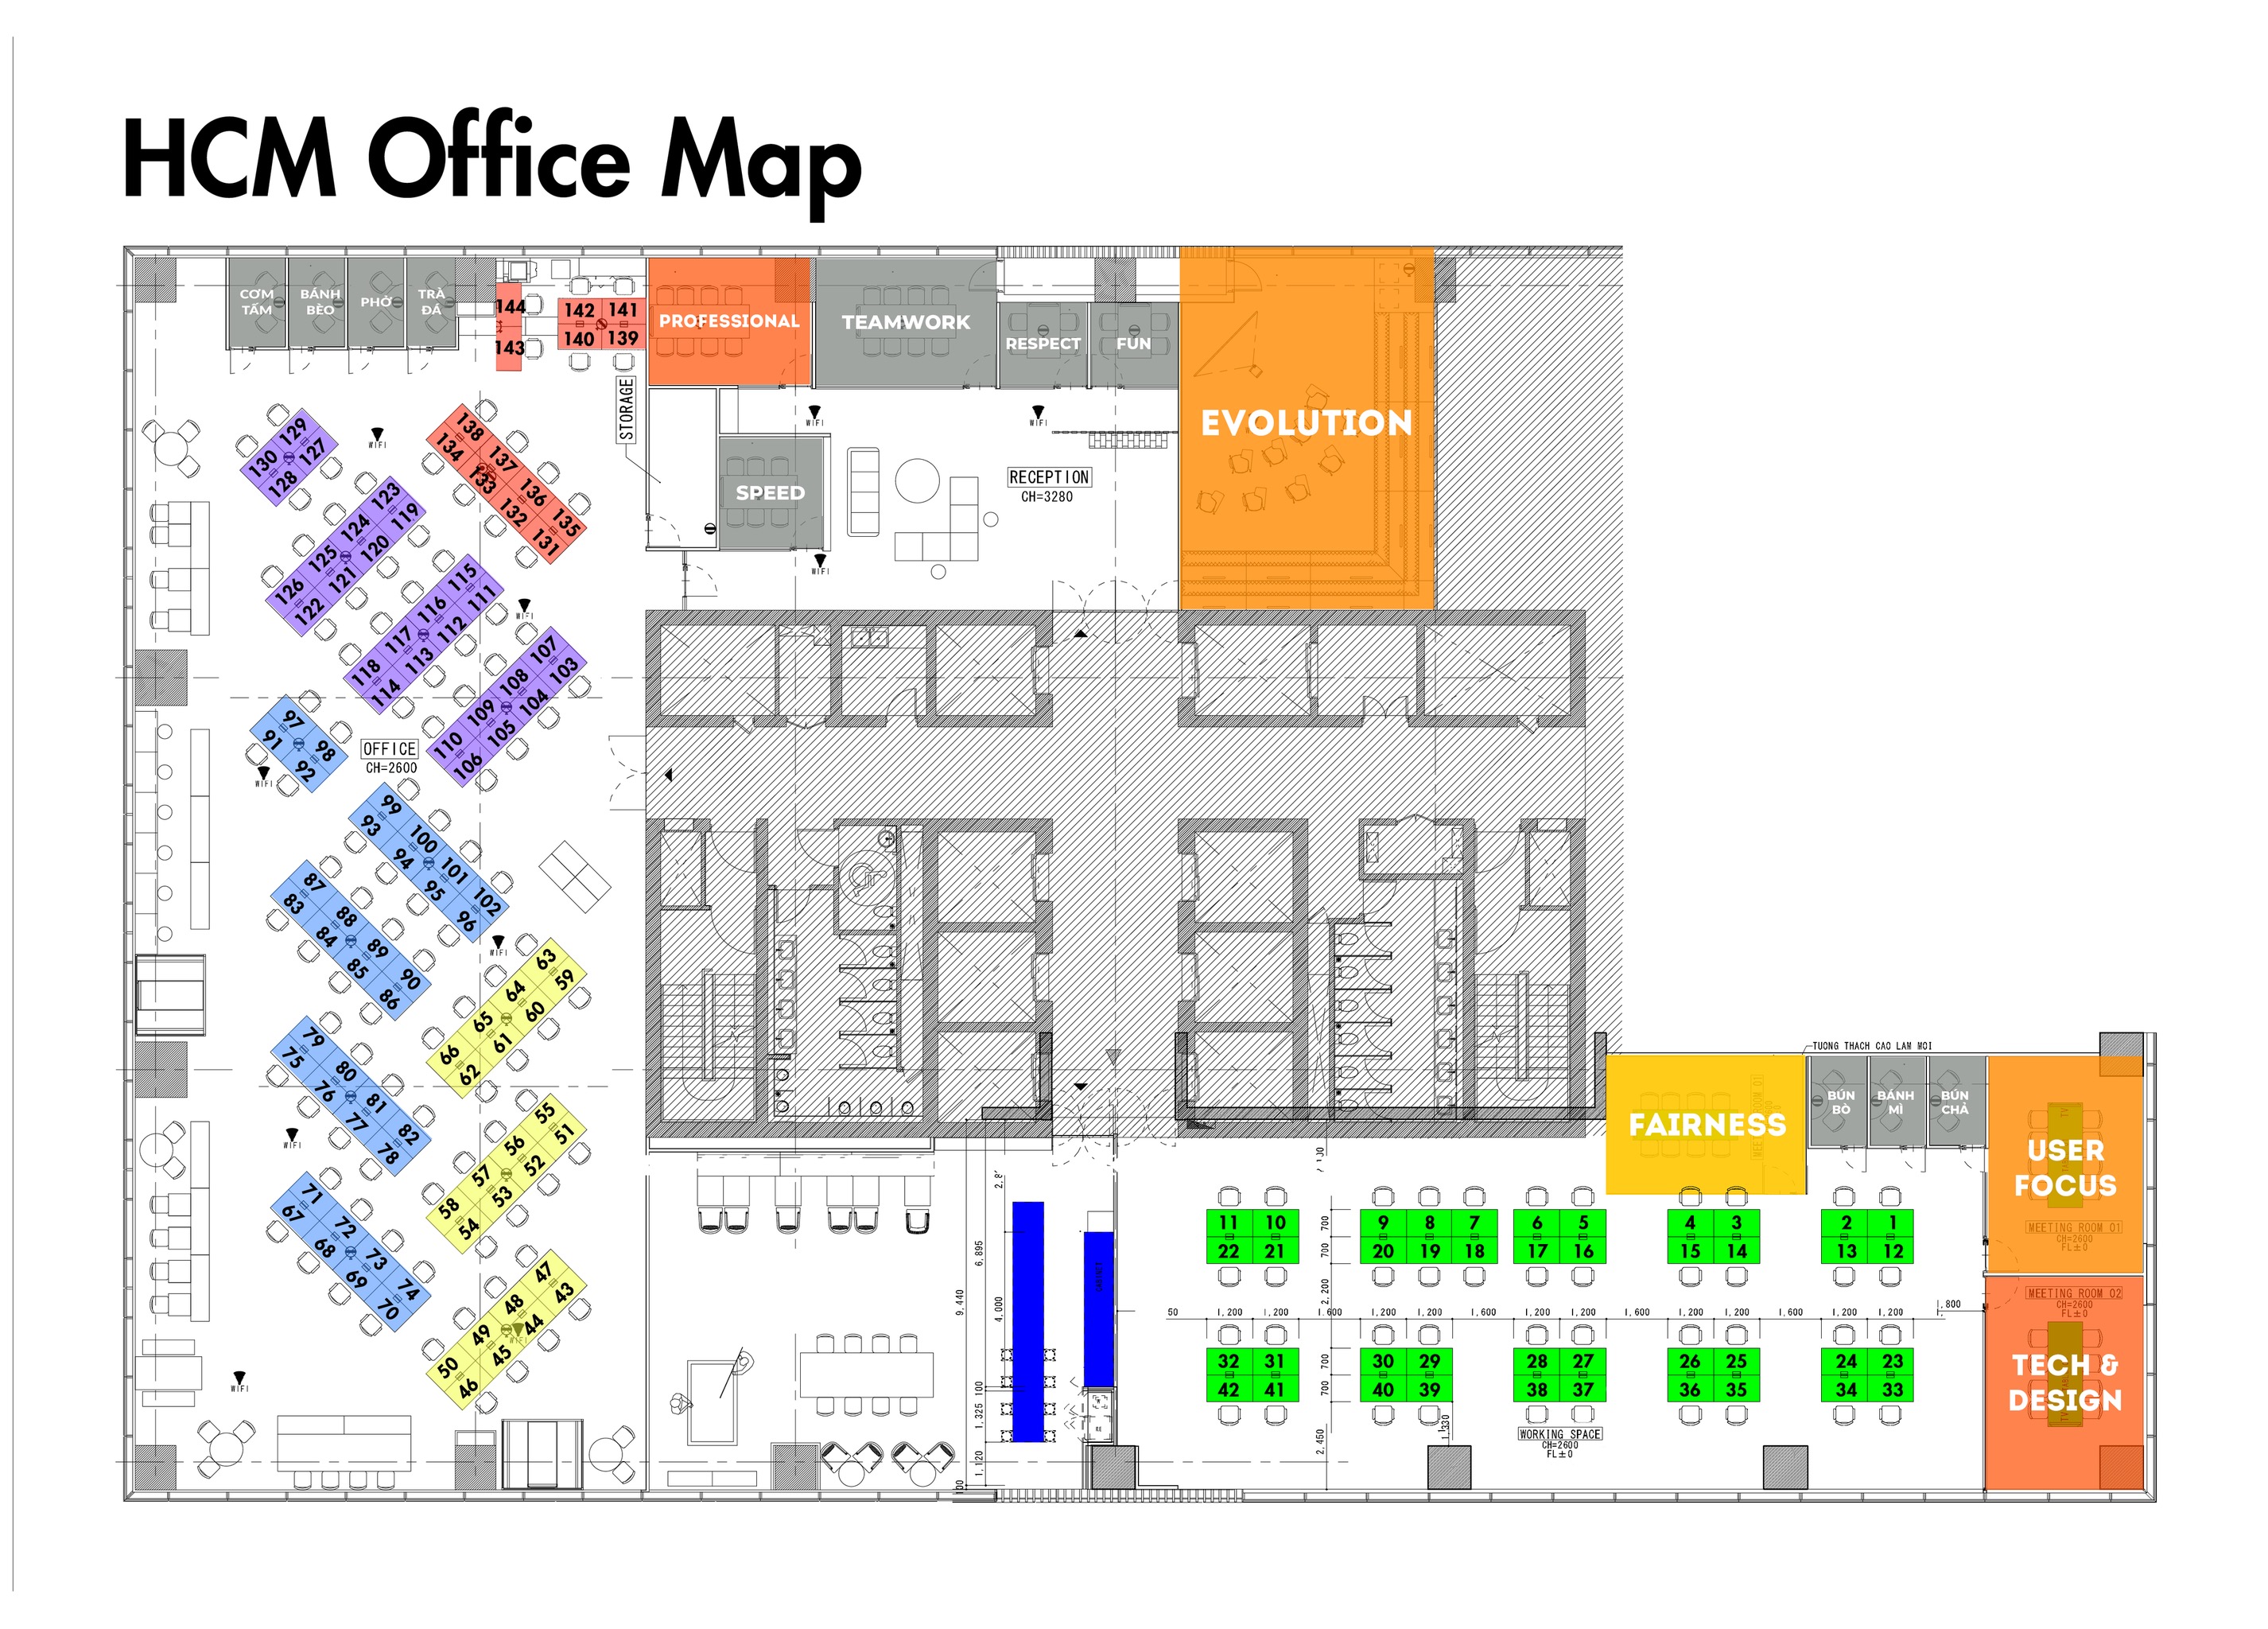 HCM Office Map
CƠM
TẤM
BÁNH
BÈO
PHỞ
TRÀ
ĐÁ
144
143
142 141
140 139
PROFESSIONAL
TEAMWORK
RESPECT
FUN
EVOLUTION
STORAGE
SPEED
WIFI
WIFI
WIFI
RECEPTION
CH=3280
129
130 127
128
WIFI
138
134 137
133 136
132 135
131
123
124 119
125 120
126 121
122
115
116 111
117 112
118 113
114
WIFI
107
108 103
109 104
110 105
106
97
91 98
92
WIFI
OFFICE
CH=2600
99
93 100
94 101
95 102
96
87
83 88
84 89
85 90
86
WIFI
63
64 59
65 60
66 61
62
79
75 80
76 81
77 82
78
WIFI
55
56 51
57 52
58 53
54
71
67 72
68 73
69 74
70
47
48 43
49 44
50 45
46
WIFI
WIFI
TUONG THACH CAO LAM MOI
FAIRNESS
MEETING ROOM 01
BÚN
BÒ
BÁNH
MÌ
BÚN
CHẢ
USER
FOCUS
MEETING ROOM 01
CH=2600
FL±0
MEETING ROOM 02
CH=2600
FL±0
TECH &
DESIGN
11 10 9 8 7 6 5 4 3 2 1
22 21 20 19 18 17 16 15 14 13 12
50 1,200 1,200 1,600 1,200 1,200 1,600 1,200 1,200 1,600 1,200 1,200 1,600 1,200 1,200 1,800
32 31 30 29 28 27 26 25 24 23
42 41 40 39 38 37 36 35 34 33
WORKING SPACE
CH=2600
FL±0
6,895
9,440
4,000
100
1,325
1,120
700
700
2,200
700
700
2,450
1,330